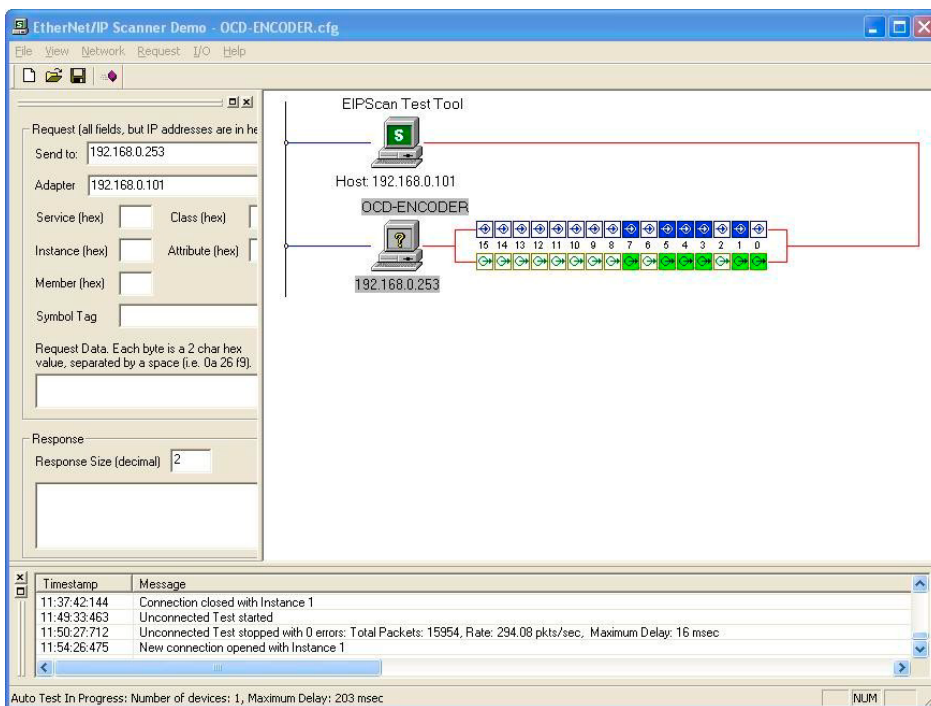 EtherNet/IP Scanner Demo - OCD-ENCODER.cfg
File View Network Request I/O Help
Request (all fields, but IP addresses are in he
Send to: 192.168.0.253
Adapter 192.168.0.101
Service (hex) Class (hex)
Instance (hex) Attribute (hex)
Member (hex)
Symbol Tag
Request Data. Each byte is a 2 char hex
value, separated by a space (i.e. 0a 26 f9).
Response
Response Size (decimal) 2
EIPScan Test Tool
S
Host: 192.168.0.101
OCD-ENCODER
?
15 14 13 12 11 10 9 8 7 6 5 4 3 2 1 0
192.168.0.253
Timestamp Message
11:37:42:144 Connection closed with Instance 1
11:49:33:463 Unconnected Test started
11:50:27:712 Unconnected Test stopped with 0 errors: Total Packets: 15954, Rate: 294.08 pkts/sec, Maximum Delay: 16 msec
11:54:26:475 New connection opened with Instance 1
Auto Test In Progress: Number of devices: 1, Maximum Delay: 203 msec
NUM